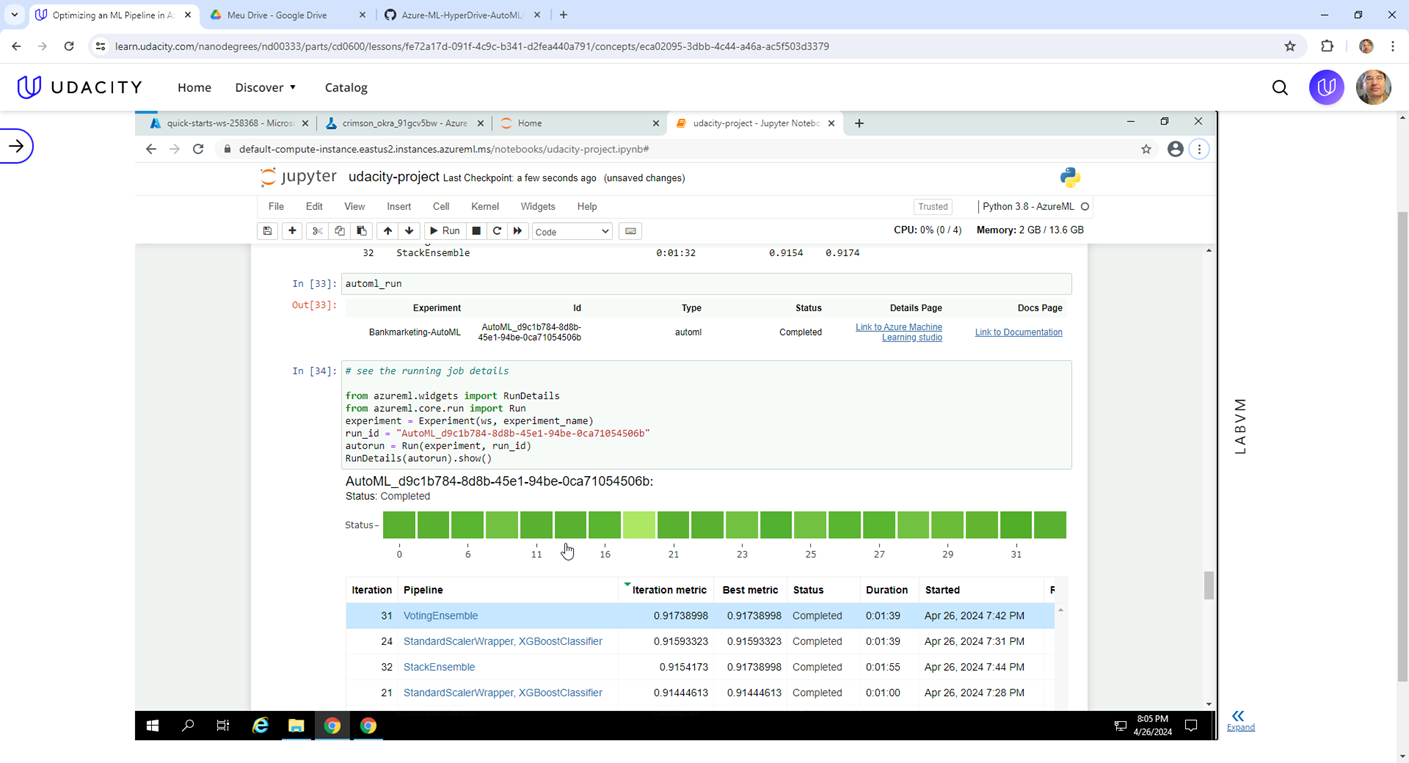 Optimizing an ML Pipeline in Az
Meu Drive - Google Drive
Azure-ML-HyperDrive-AutoML
learn.udacity.com/nanodegrees/nd00333/parts/cd0600/lessons/fe72a17d-091f-4c9c-b341-d2fea440a791/concepts/eca02095-3dbb-4c44-a46a-ac5f503d3379
UDACITY
Home
Discover
Catalog
quick-starts-ws-258368 - Micros
crimson_okra_91gcv5bw - Azure
Home
udacity-project - Jupyter Notebo
default-compute-instance.eastus2.instances.azureml.ms/notebooks/udacity-project.ipynb#
jupyter udacity-project Last Checkpoint: a few seconds ago (unsaved changes)
File Edit View Insert Cell Kernel Widgets Help
Trusted
Python 3.8 - AzureML
Run
Code
CPU: 0% (0 / 4) Memory: 2 GB / 13.6 GB
32 StackEnsemble 0:01:32 0.9154 0.9174
In [33]: automl_run
Out[33]:
Experiment Id Type Status Details Page Docs Page
Bankmarketing-AutoML AutoML_d9c1b784-8d8b-45e1-94be-0ca71054506b automl Completed Link to Azure Machine Learning studio Link to Documentation
In [34]: # see the running job details
from azureml.widgets import RunDetails
from azureml.core.run import Run
experiment = Experiment(ws, experiment_name)
run_id = "AutoML_d9c1b784-8d8b-45e1-94be-0ca71054506b"
autorun = Run(experiment, run_id)
RunDetails(autorun).show()
AutoML_d9c1b784-8d8b-45e1-94be-0ca71054506b:
Status: Completed
Status
0 6 11 16 21 23 25 27 29 31
Iteration Pipeline Iteration metric Best metric Status Duration Started
31 VotingEnsemble 0.91738998 0.91738998 Completed 0:01:39 Apr 26, 2024 7:42 PM
24 StandardScalerWrapper, XGBoostClassifier 0.91593323 0.91593323 Completed 0:01:39 Apr 26, 2024 7:31 PM
32 StackEnsemble 0.9154173 0.91738998 Completed 0:01:55 Apr 26, 2024 7:44 PM
21 StandardScalerWrapper, XGBoostClassifier 0.91444613 0.91444613 Completed 0:01:00 Apr 26, 2024 7:28 PM
LABVM
Expand
8:05 PM
4/26/2024